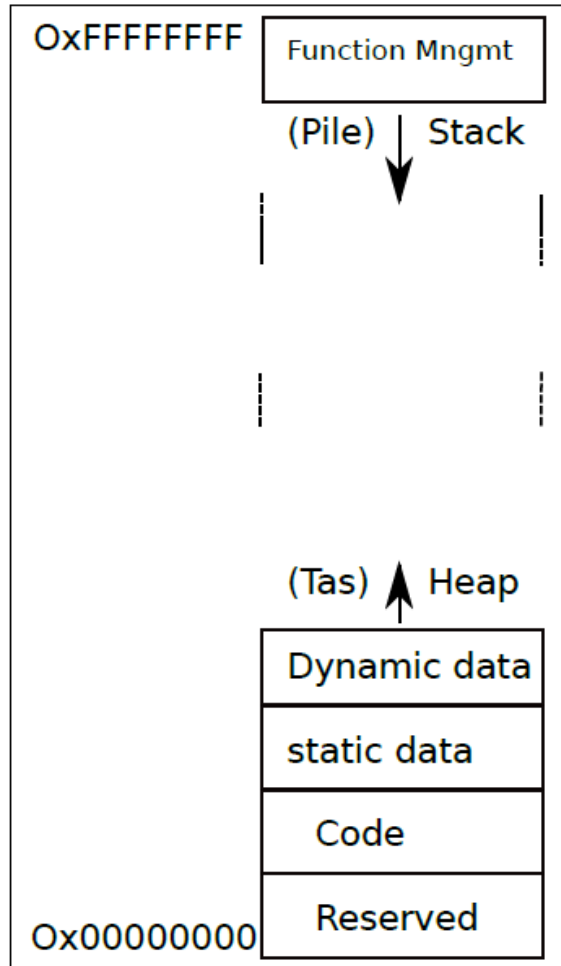 OxFFFFFFFF
Function Mngmt
(Pile) Stack
(Tas) Heap
Dynamic data
static data
Code
Reserved
Ox00000000